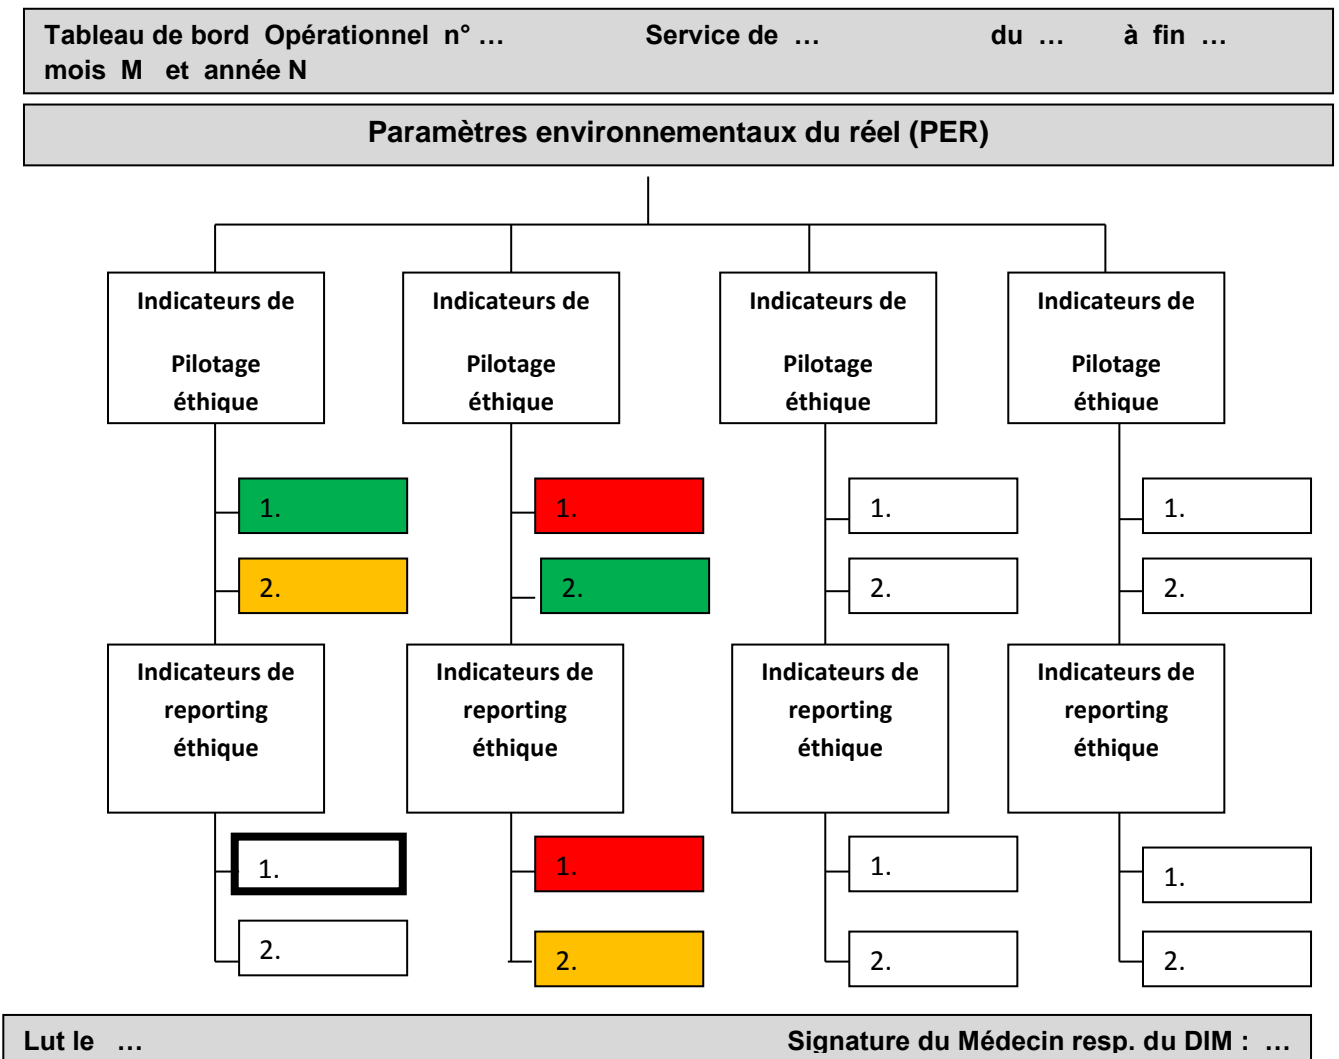 Tableau de bord Opérationnel n° … Service de … du … à fin …
mois M et année N
Paramètres environnementaux du réel (PER)
Indicateurs de
Pilotage
éthique
Indicateurs de
Pilotage
éthique
Indicateurs de
Pilotage
éthique
Indicateurs de
Pilotage
éthique
1.
1.
1.
1.
2.
2.
2.
2.
Indicateurs de
reporting
éthique
Indicateurs de
reporting
éthique
Indicateurs de
reporting
éthique
Indicateurs de
reporting
éthique
1.
1.
1.
1.
2.
2.
2.
2.
Lut le … Signature du Médecin resp. du DIM : …